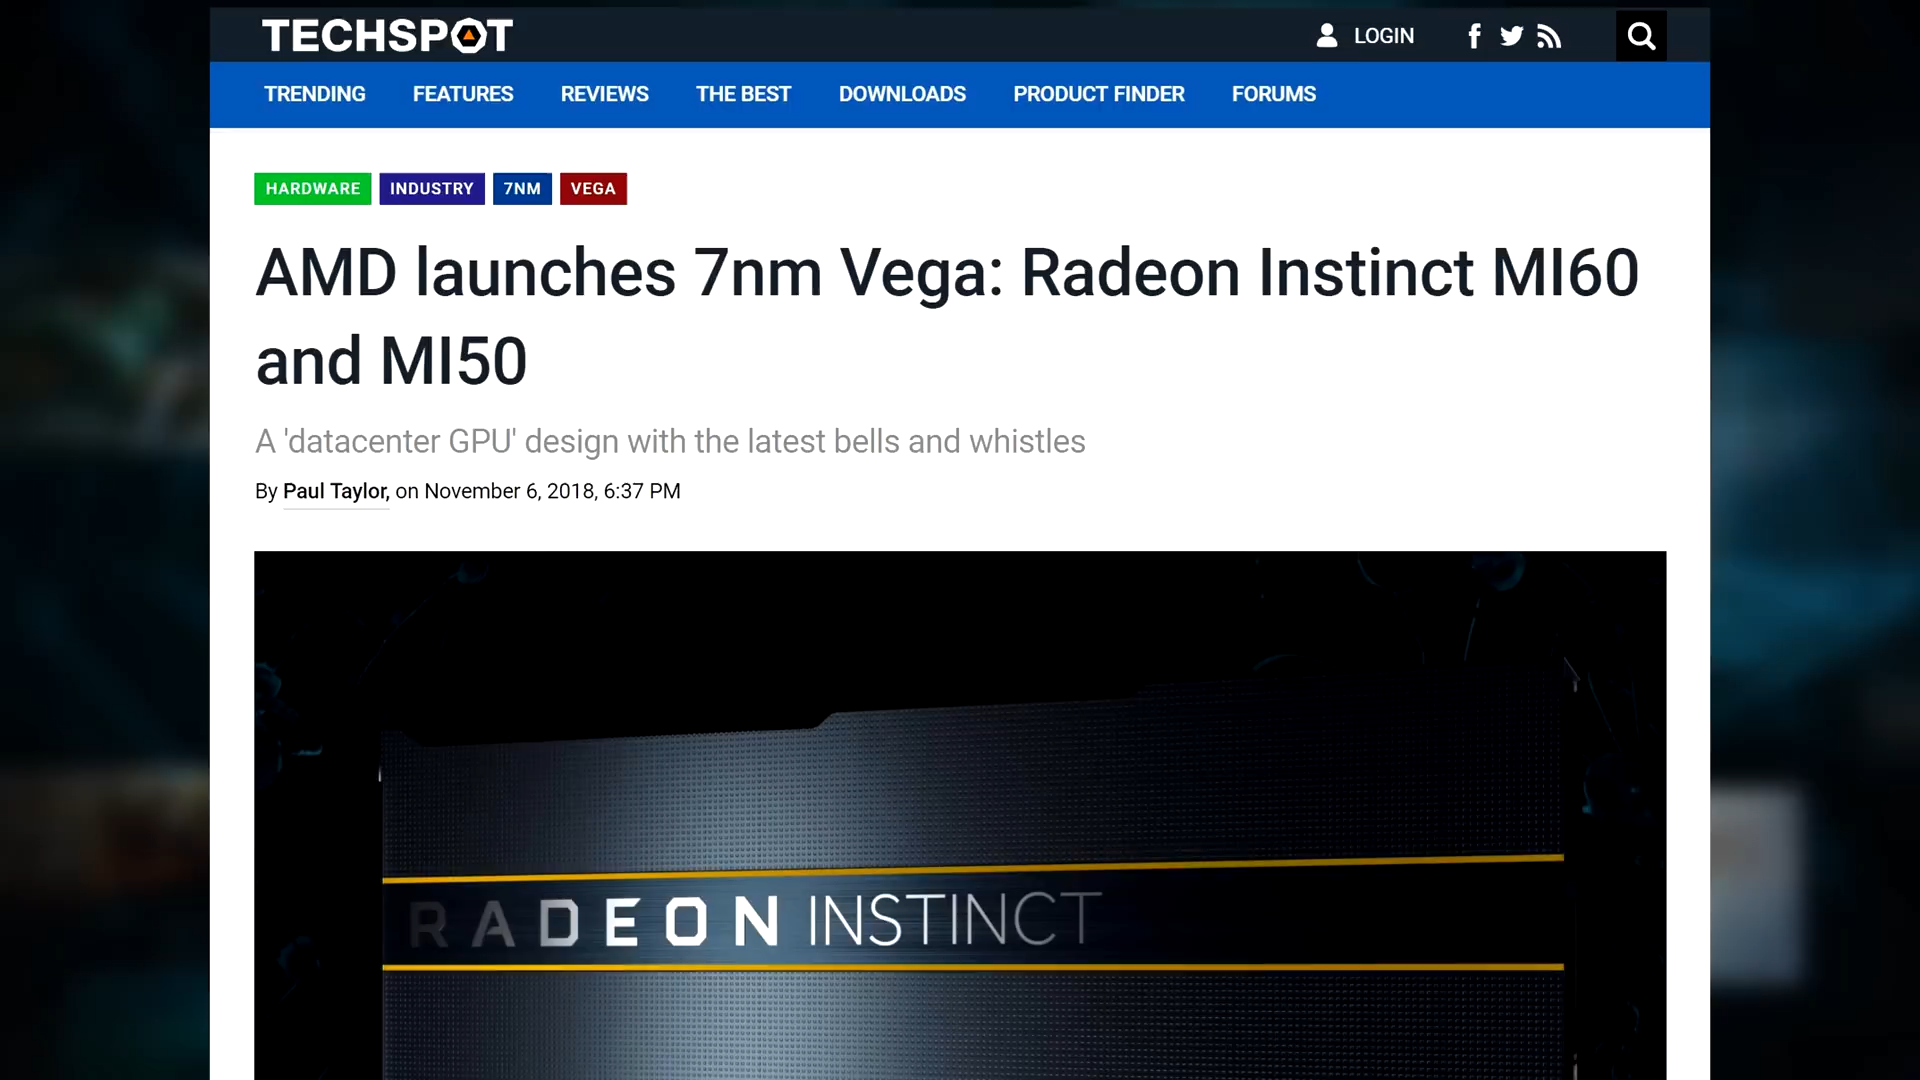 TECHSPOT
LOGIN
TRENDING FEATURES REVIEWS THE BEST DOWNLOADS PRODUCT FINDER FORUMS
HARDWARE INDUSTRY 7NM VEGA
AMD launches 7nm Vega: Radeon Instinct MI60
and MI50
A 'datacenter GPU' design with the latest bells and whistles
By Paul Taylor, on November 6, 2018, 6:37 PM
RADEON INSTINCT